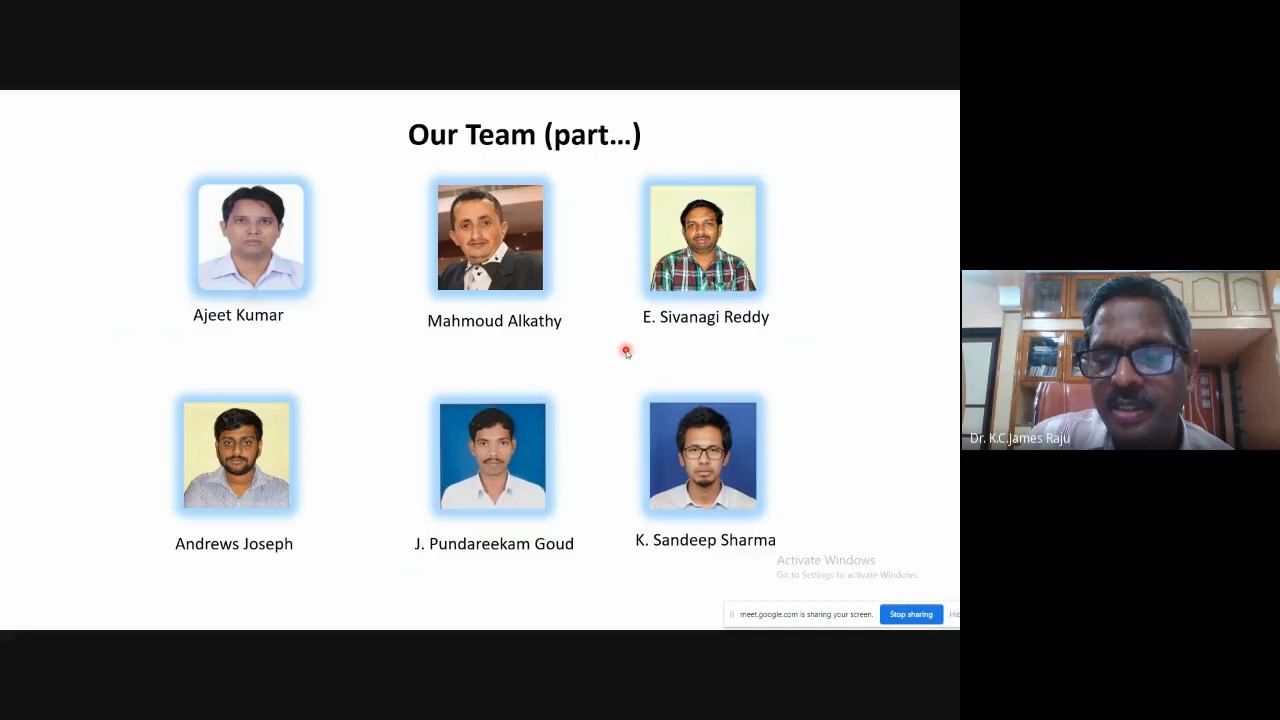 Our Team (part...)
Ajeet Kumar
Mahmoud Alkathy
E. Sivanagi Reddy
Dr. K.C.James Raju
Andrews Joseph
J. Pundareekam Goud
K. Sandeep Sharma
Activate Windows
Go to Settings to activate Windows.
meet.google.com is sharing your screen.
Stop sharing